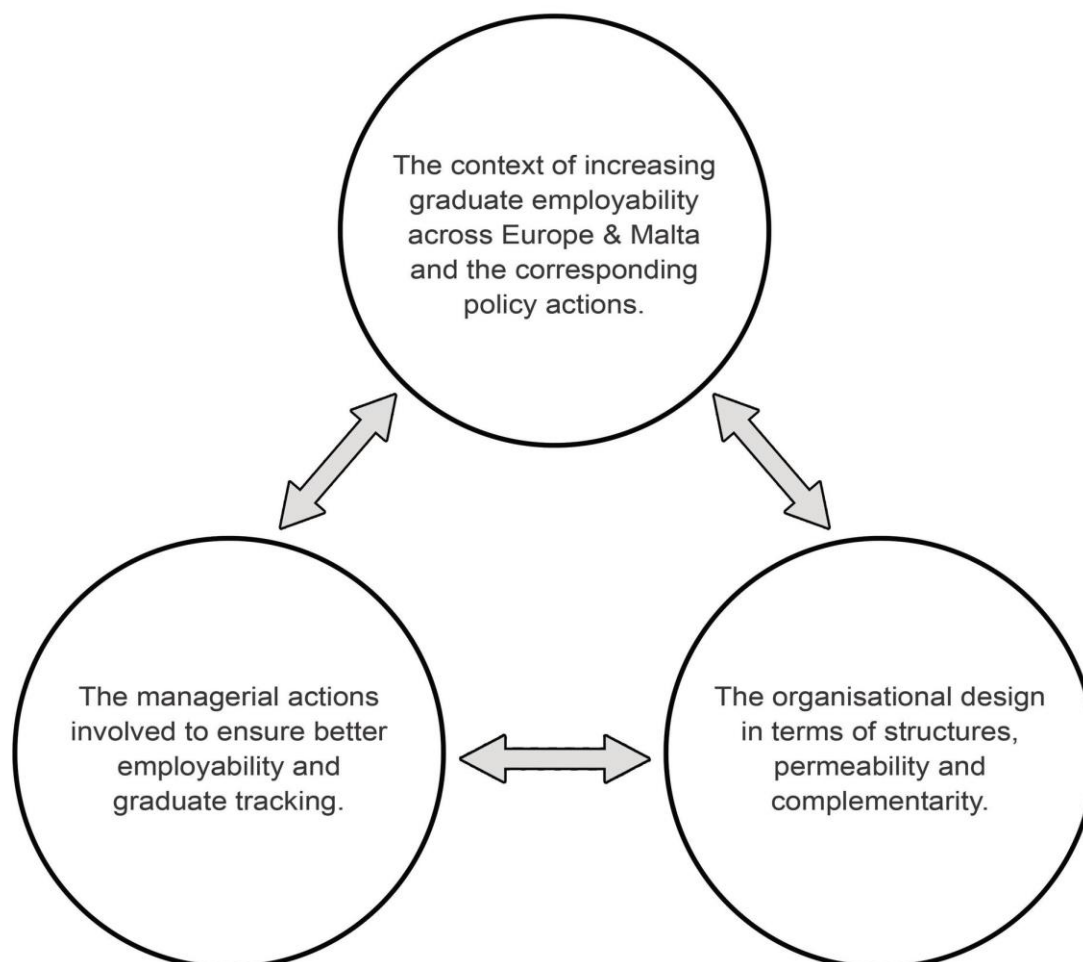 The context of increasing
graduate employability
across Europe & Malta
and the corresponding
policy actions.
The managerial actions
involved to ensure better
employability and
graduate tracking.
The organisational design
in terms of structures,
permeability and
complementarity.